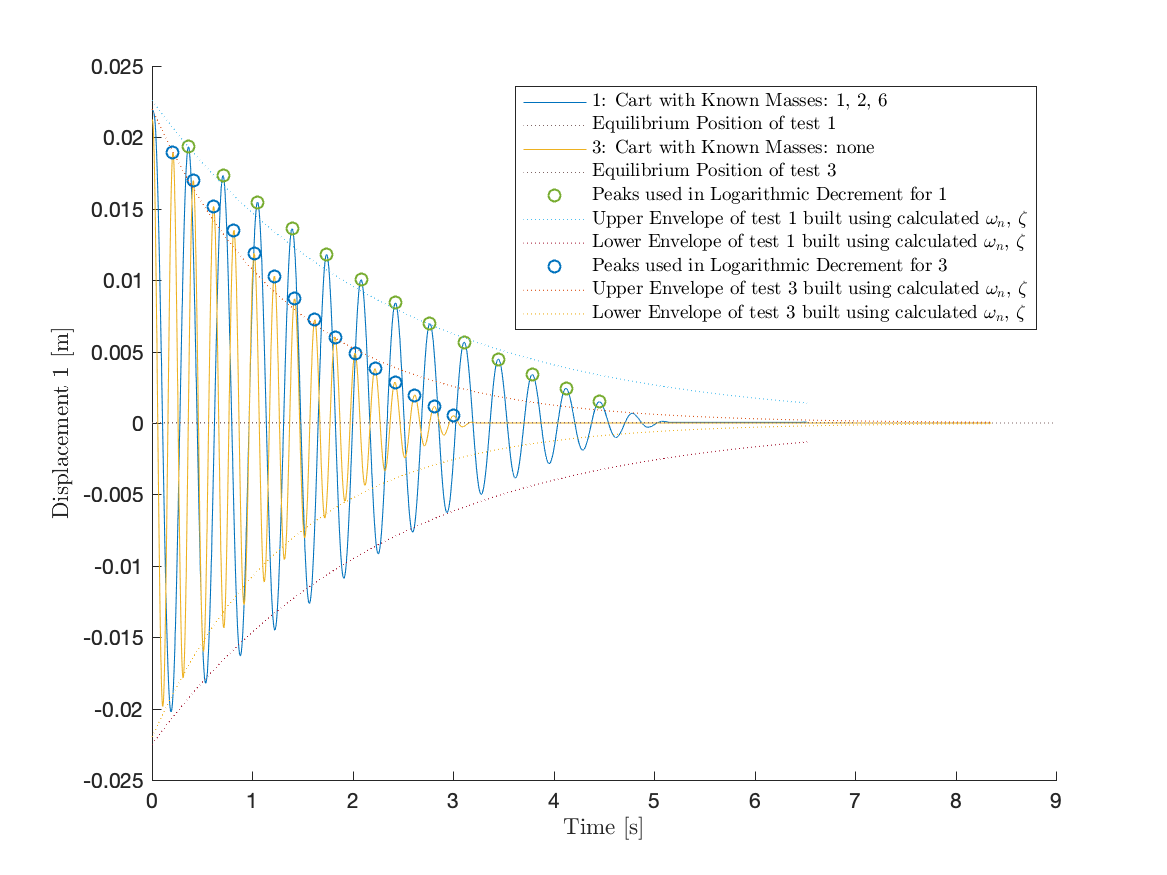 0.025
0.02
0.015
0.01
0.005
0
-0.005
-0.01
-0.015
-0.02
-0.025
Displacement 1 [m]
1: Cart with Known Masses: 1, 2, 6
Equilibrium Position of test 1
3: Cart with Known Masses: none
Equilibrium Position of test 3
Peaks used in Logarithmic Decrement for 1
Upper Envelope of test 1 built using calculated ωₙ, ζ
Lower Envelope of test 1 built using calculated ωₙ, ζ
Peaks used in Logarithmic Decrement for 3
Upper Envelope of test 3 built using calculated ωₙ, ζ
Lower Envelope of test 3 built using calculated ωₙ, ζ
0 1 2 3 4 5 6 7 8 9
Time [s]